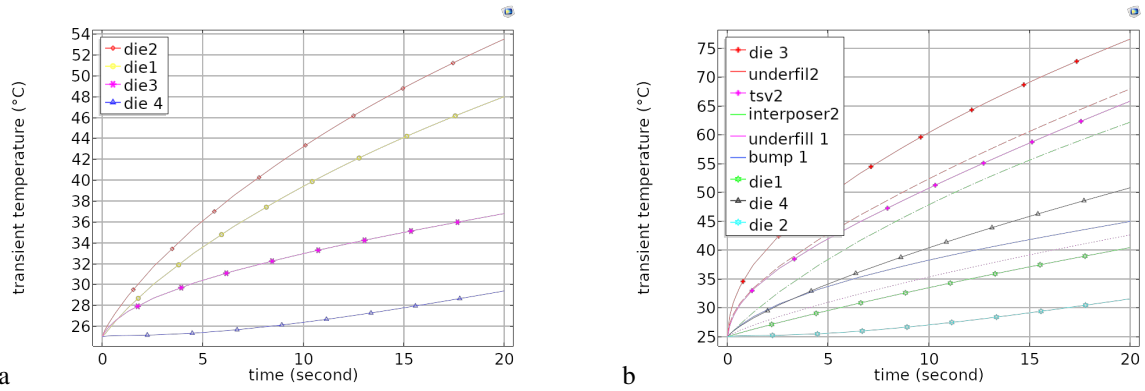 54
52
50
48
46
44
42
40
38
36
34
32
30
28
26
transient temperature (°C)
die2
die1
die3
die 4
0
5
10
15
20
time (second)
a
75
70
65
60
55
50
45
40
35
30
25
transient temperature (°C)
die 3
underfil2
tsv2
interposer2
underfill 1
bump 1
die1
die 4
die 2
0
5
10
15
20
time (second)
b